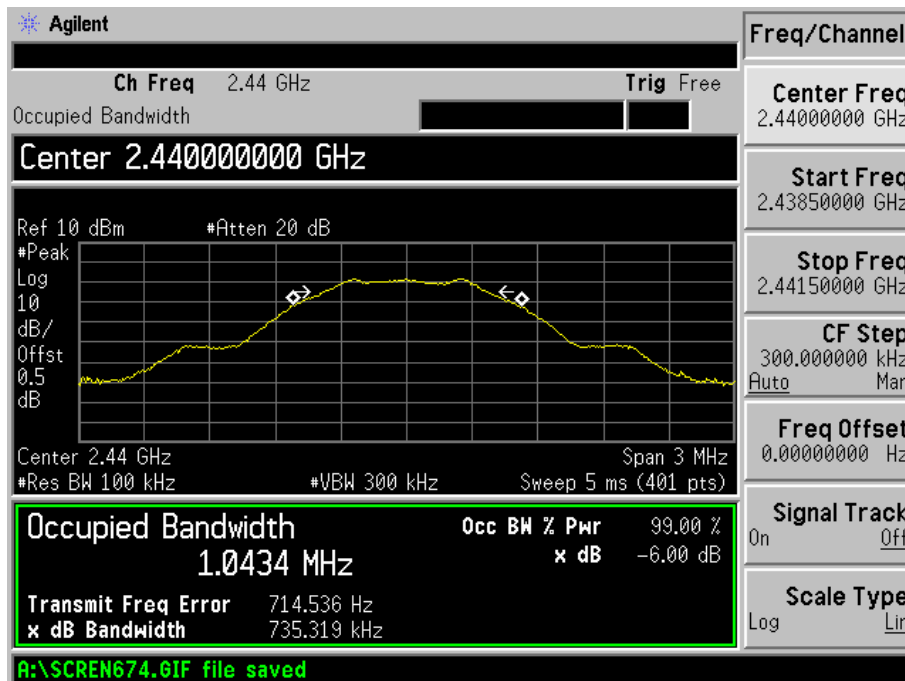 Agilent
Freq/Channel
Ch Freq 2.44 GHz Trig Free
Occupied Bandwidth
Center 2.440000000 GHz
Ref 10 dBm #Atten 20 dB
#Peak
Log
10
dB/
Offst
0.5
dB
Center 2.44 GHz Span 3 MHz
#Res BW 100 kHz #VBW 300 kHz Sweep 5 ms (401 pts)
Occupied Bandwidth Occ BW % Pwr 99.00 %
1.0434 MHz x dB -6.00 dB
Transmit Freq Error 714.536 Hz
x dB Bandwidth 735.319 kHz
A:\SCREN674.GIF file saved
Center Freq
2.44000000 GHz
Start Freq
2.43850000 GHz
Stop Freq
2.44150000 GHz
CF Step
300.000000 kHz
Auto Man
Freq Offset
0.00000000 Hz
Signal Track
On Off
Scale Type
Log Lin